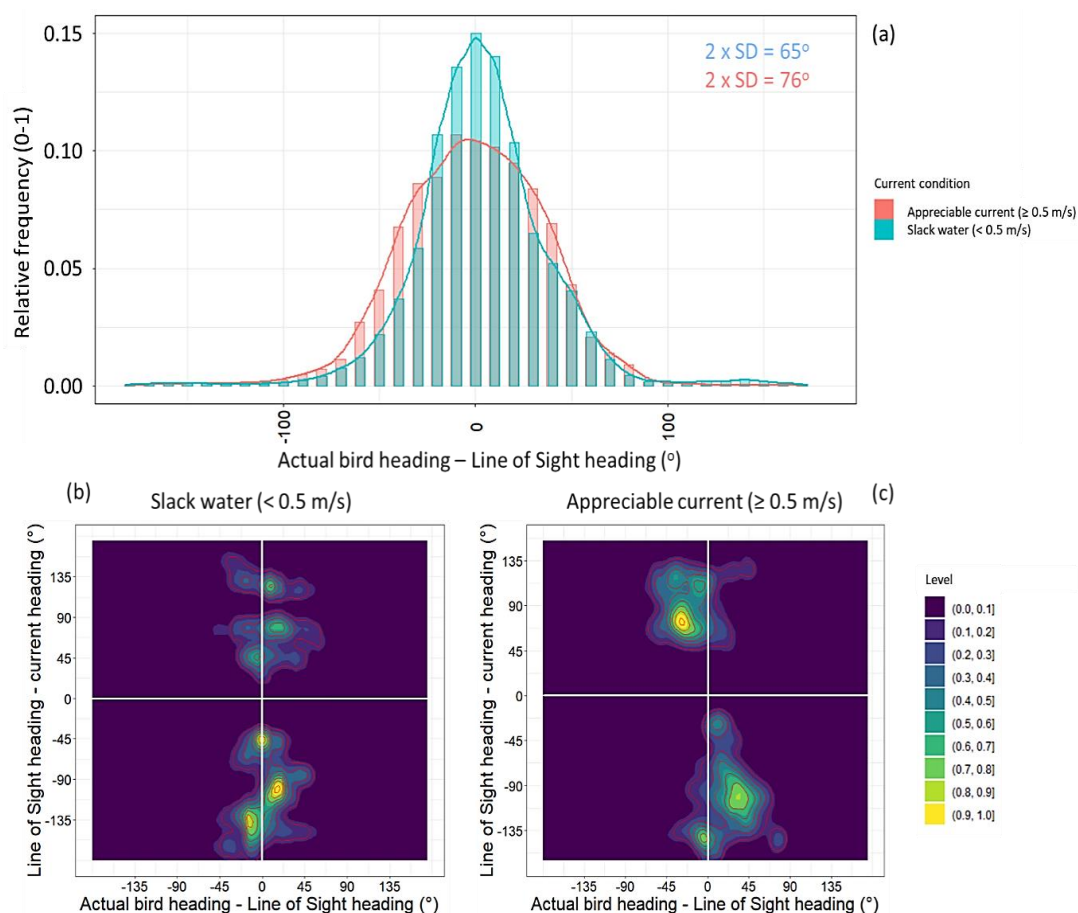 (a)
0.15
0.10
0.05
0.00
Relative frequency (0-1)
2 x SD = 65º
2 x SD = 76º
-100
0
100
Actual bird heading – Line of Sight heading (º)
Current condition
Appreciable current (≥ 0.5 m/s)
Slack water (< 0.5 m/s)
(b)
Slack water (< 0.5 m/s)
Line of Sight heading - current heading (°)
135
90
45
0
-45
-90
-135
-135 -90 -45 0 45 90 135
Actual bird heading - Line of Sight heading (°)
Appreciable current (≥ 0.5 m/s)
(c)
Line of Sight heading - current heading (°)
135
90
45
0
-45
-90
-135
-135 -90 -45 0 45 90 135
Actual bird heading - Line of Sight heading (°)
Level
(0.0, 0.1]
(0.1, 0.2]
(0.2, 0.3]
(0.3, 0.4]
(0.4, 0.5]
(0.5, 0.6]
(0.6, 0.7]
(0.7, 0.8]
(0.8, 0.9]
(0.9, 1.0]